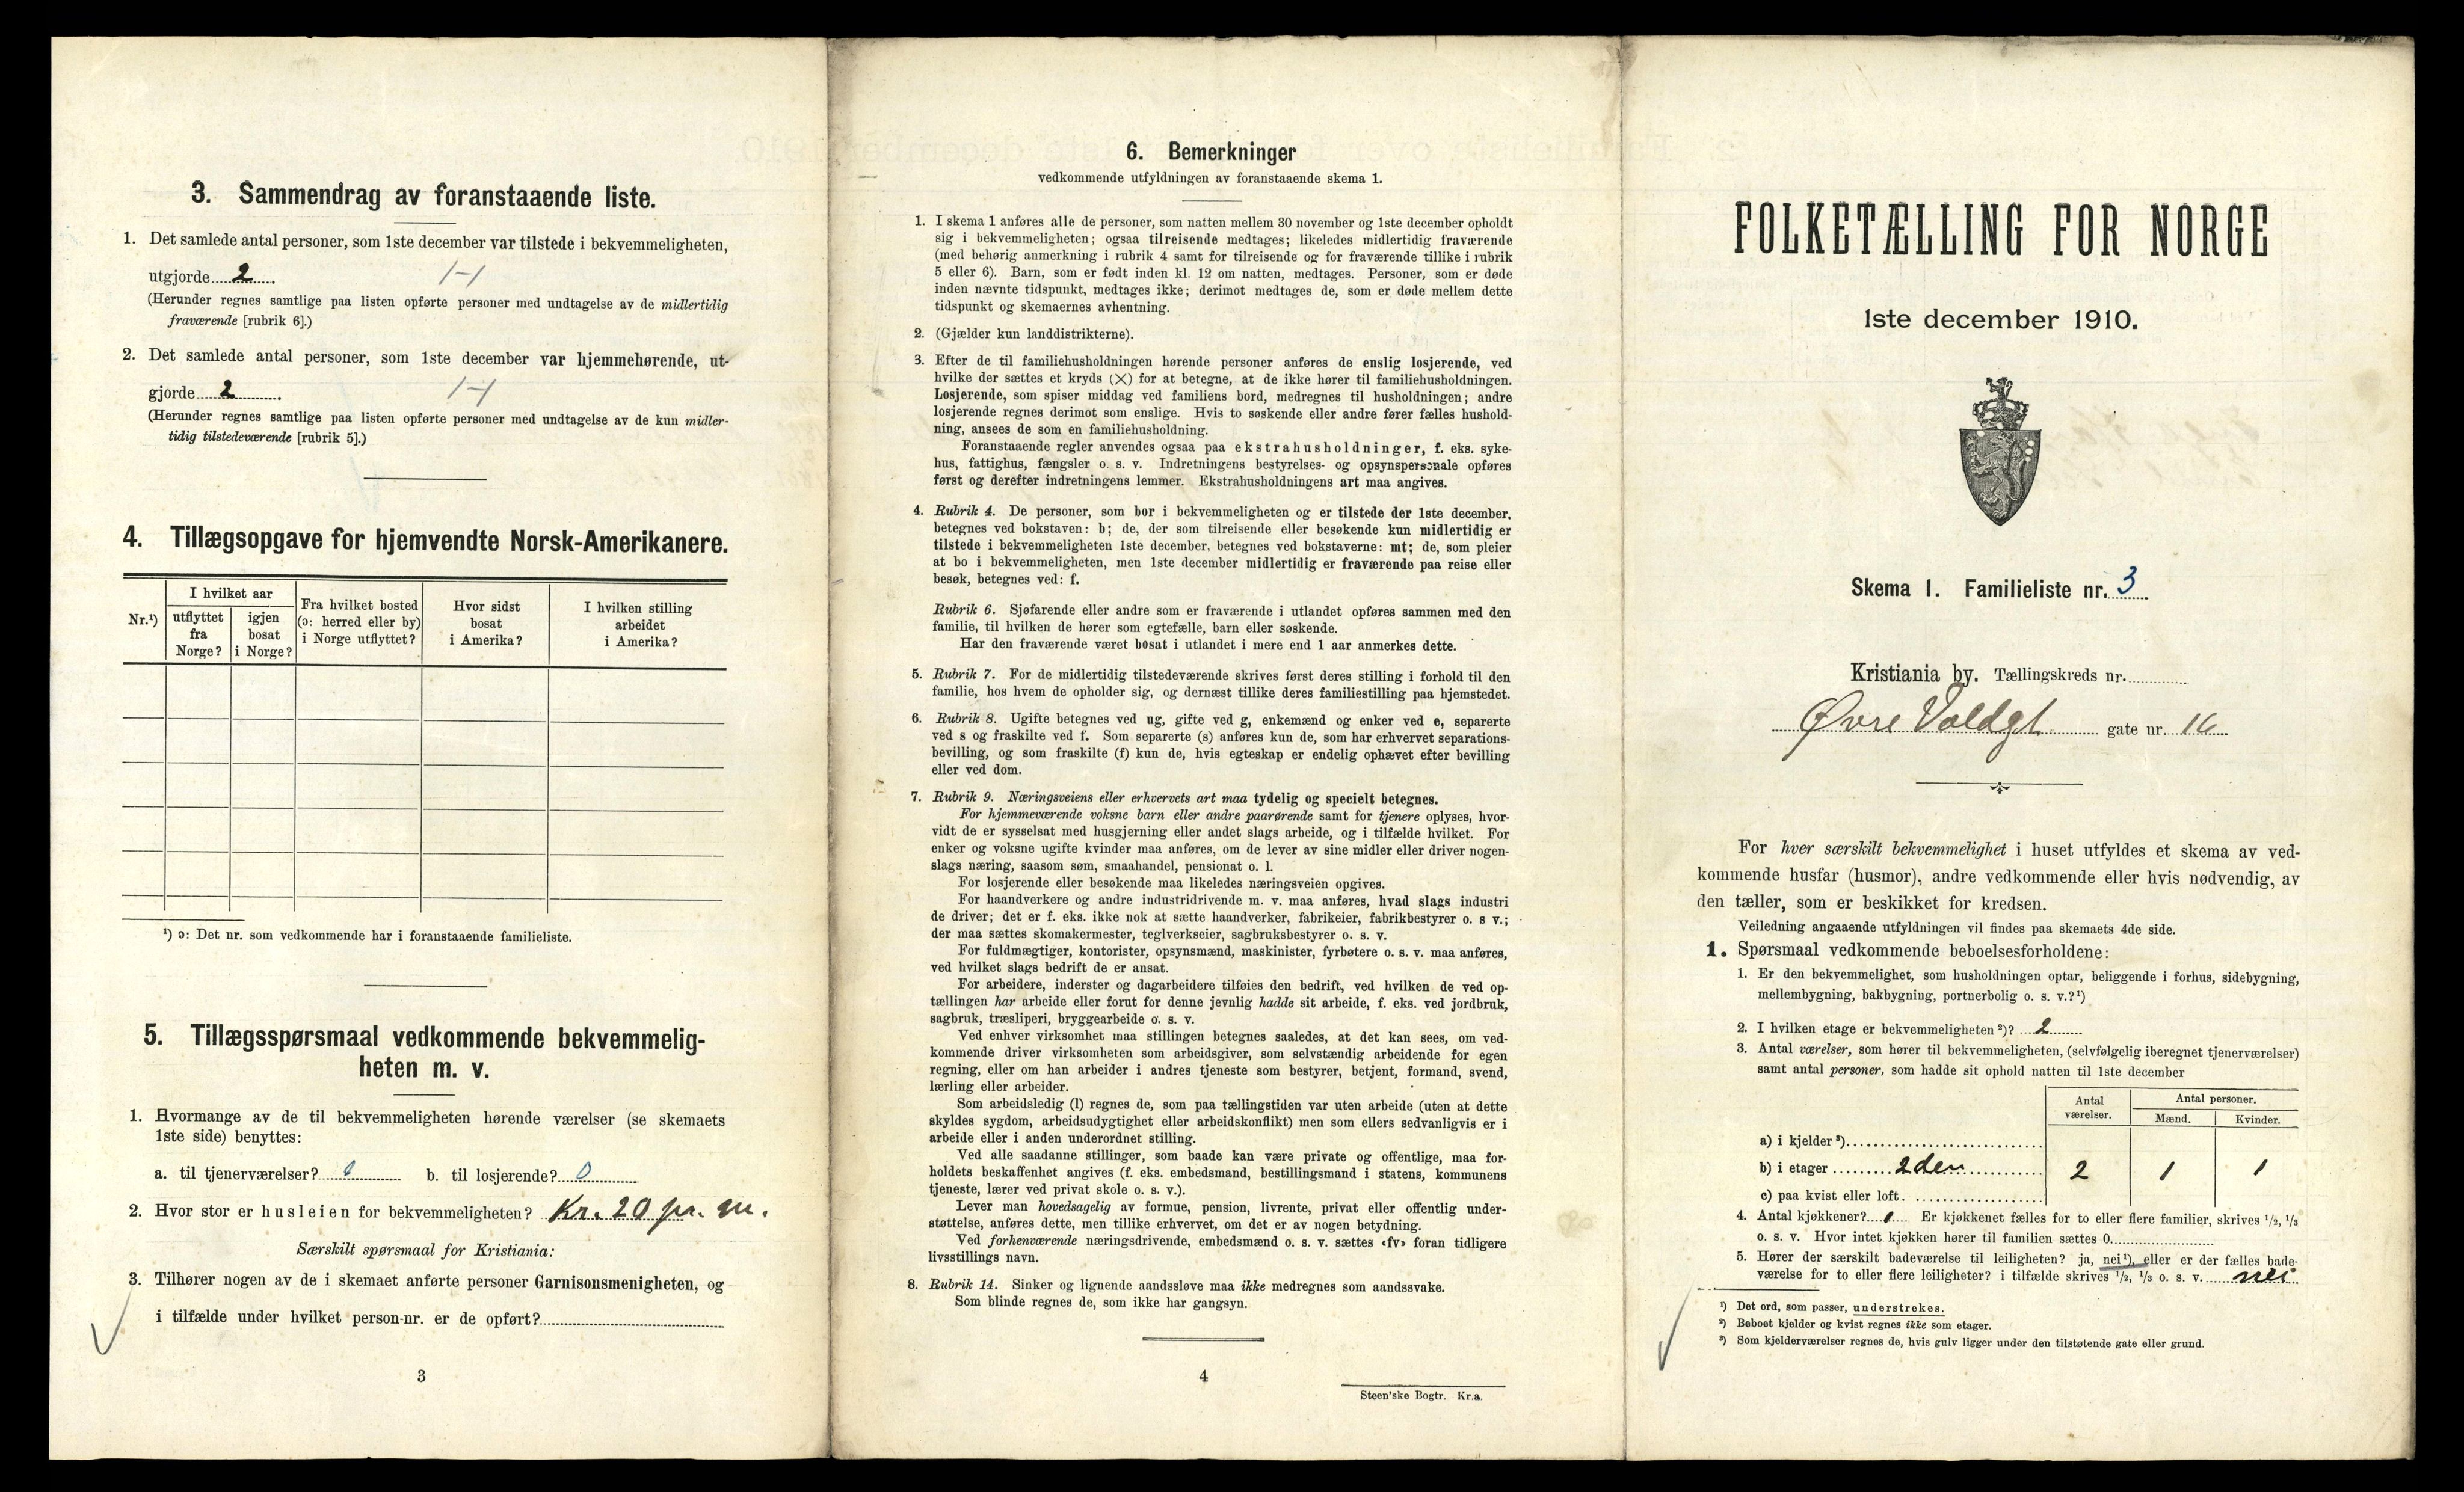 3. Sammendrag av foranstaaende liste.
1. Det samlede antal personer, som 1ste december var tilstede i bekvemmeligheten,
utgjorde 2 1-1
(Herunder regnes samtlige paa listen opførte personer med undtagelse av de midlertidig
fraværende [rubrik 6].)
2. Det samlede antal personer, som 1ste december var hjemmehørende, ut-
gjorde 2 1-1
(Herunder regnes samtlige paa listen opførte personer med undtagelse av de kun midler-
tidig tilstedeværende [rubrik 5].)
4. Tillægsopgave for hjemvendte Norsk-Amerikanere.
Nr.¹)
I hvilket aar
utflyttet
fra
Norge?
igjen
bosat
i Norge?
Fra hvilket bosted
(ɔ: herred eller by)
i Norge utflyttet?
Hvor sidst
bosat
i Amerika?
I hvilken stilling
arbeidet
i Amerika?
¹) ɔ: Det nr. som vedkommende har i foranstaaende familieliste.
5. Tillægsspørsmaal vedkommende bekvemmelig-
heten m. v.
1. Hvormange av de til bekvemmeligheten hørende værelser (se skemaets
1ste side) benyttes:
a. til tjenerværelser? 0 b. til losjerende? 0
2. Hvor stor er husleien for bekvemmeligheten? Kr. 20 pr. m.
Særskilt spørsmaal for Kristiania:
3. Tilhører nogen av de i skemaet anførte personer Garnisonsmenigheten, og
i tilfælde under hvilket person-nr. er de opført?
3
6. Bemerkninger
vedkommende utfyldningen av foranstaaende skema 1.
1. I skema 1 anføres alle de personer, som natten mellem 30 november og 1ste december opholdt
sig i bekvemmeligheten; ogsaa tilreisende medtages; likeledes midlertidig fraværende
(med behørig anmerkning i rubrik 4 samt for tilreisende og for fraværende tillike i rubrik
5 eller 6). Barn, som er født inden kl. 12 om natten, medtages. Personer, som er døde
inden nævnte tidspunkt, medtages ikke; derimot medtages de, som er døde mellem dette
tidspunkt og skemaernes avhentning.
2. (Gjælder kun landdistrikterne).
3. Efter de til familiehusholdningen hørende personer anføres de enslig losjerende, ved
hvilke der sættes et kryds (×) for at betegne, at de ikke hører til familiehusholdningen.
Losjerende, som spiser middag ved familiens bord, medregnes til husholdningen; andre
losjerende regnes derimot som enslige. Hvis to søskende eller andre fører fælles hushold-
ning, ansees de som en familiehusholdning.
Foranstaaende regler anvendes ogsaa paa ekstrahusholdninger, f. eks. syke-
hus, fattighus, fængsler o. s. v. Indretningens bestyrelses- og opsynspersonale opføres
først og derefter indretningens lemmer. Ekstrahusholdningens art maa angives.
4. Rubrik 4. De personer, som bor i bekvemmeligheten og er tilstede der 1ste december,
betegnes ved bokstaven: b; de, der som tilreisende eller besøkende kun midlertidig er
tilstede i bekvemmeligheten 1ste december, betegnes ved bokstaverne: mt; de, som pleier
at bo i bekvemmeligheten, men 1ste december midlertidig er fraværende paa reise eller
besøk, betegnes ved: f.
Rubrik 6. Sjøfarende eller andre som er fraværende i utlandet opføres sammen med den
familie, til hvilken de hører som egtefælle, barn eller søskende.
Har den fraværende været bosat i utlandet i mere end 1 aar anmerkes dette.
5. Rubrik 7. For de midlertidig tilstedeværende skrives først deres stilling i forhold til den
familie, hos hvem de opholder sig, og dernæst tillike deres familiestilling paa hjemstedet.
6. Rubrik 8. Ugifte betegnes ved ug, gifte ved g, enkemænd og enker ved e, separerte
ved s og fraskilte ved f. Som separerte (s) anføres kun de, som har erhvervet separations-
bevilling, og som fraskilte (f) kun de, hvis egteskap er endelig ophævet efter bevilling
eller ved dom.
7. Rubrik 9. Næringsveiens eller erhvervets art maa tydelig og specielt betegnes.
For hjemmeværende voksne barn eller andre paarørende samt for tjenere oplyses, hvor-
vidt de er sysselsat med husgjerning eller andet slags arbeide, og i tilfælde hvilket. For
enker og voksne ugifte kvinder maa anføres, om de lever av sine midler eller driver nogen-
slags næring, saasom søm, smaahandel, pensionat o. l.
For losjerende eller besøkende maa likeledes næringsveien opgives.
For haandverkere og andre industridrivende m. v. maa anføres, hvad slags industri
de driver; det er f. eks. ikke nok at sætte haandverker, fabrikeier, fabrikbestyrer o. s v.;
der maa sættes skomakermester, teglverkseier, sagbruksbestyrer o. s. v.
For fuldmægtiger, kontorister, opsynsmænd, maskinister, fyrbøtere o. s. v. maa anføres,
ved hvilket slags bedrift de er ansat.
For arbeidere, inderster og dagarbeidere tilføies den bedrift, ved hvilken de ved op-
tællingen har arbeide eller forut for denne jevnlig hadde sit arbeide, f. eks. ved jordbruk,
sagbruk, træsliperi, bryggearbeide o. s. v.
Ved enhver virksomhet maa stillingen betegnes saaledes, at det kan sees, om ved-
kommende driver virksomheten som arbeidsgiver, som selvstændig arbeidende for egen
regning, eller om han arbeider i andres tjeneste som bestyrer, betjent, formand, svend,
lærling eller arbeider.
Som arbeidsledig (l) regnes de, som paa tællingstiden var uten arbeide (uten at dette
skyldes sygdom, arbeidsudygtighet eller arbeidskonflikt) men som ellers sedvanligvis er i
arbeide eller i anden underordnet stilling.
Ved alle saadanne stillinger, som baade kan være private og offentlige, maa for-
holdets beskaffenhet angives (f. eks. embedsmand, bestillingsmand i statens, kommunens
tjeneste, lærer ved privat skole o. s. v.).
Lever man hovedsagelig av formue, pension, livrente, privat eller offentlig under-
støttelse, anføres dette, men tillike erhvervet, om det er av nogen betydning.
Ved forhenværende næringsdrivende, embedsmænd o. s. v. sættes «fv» foran tidligere
livsstillings navn.
8. Rubrik 14. Sinker og lignende aandssløve maa ikke medregnes som aandssvake.
Som blinde regnes de, som ikke har gangsyn.
4
Steen'ske Bogtr. Kr.a.
FOLKETÆLLING FOR NORGE
1ste december 1910.
Skema 1. Familieliste nr. 3
Kristiania by. Tællingskreds nr.
Øvre Voldgt. gate nr. 16
For hver særskilt bekvemmelighet i huset utfyldes et skema av ved-
kommende husfar (husmor), andre vedkommende eller hvis nødvendig, av
den tæller, som er beskikket for kredsen.
Veiledning angaaende utfyldningen vil findes paa skemaets 4de side.
1. Spørsmaal vedkommende beboelsesforholdene:
1. Er den bekvemmelighet, som husholdningen optar, beliggende i forhus, sidebygning,
mellembygning, bakbygning, portnerbolig o. s. v.?¹)
2. I hvilken etage er bekvemmeligheten²)? 2
3. Antal værelser, som hører til bekvemmeligheten, (selvfølgelig iberegnet tjenerværelser)
samt antal personer, som hadde sit ophold natten til 1ste december
Antal
værelser.
Antal personer.
Mænd. Kvinder.
a) i kjelder³)
b) i etager 2den 2 1 1
c) paa kvist eller loft
4. Antal kjøkkener? 1 Er kjøkkenet fælles for to eller flere familier, skrives ¹/₂, ¹/₃
o. s. v. Hvor intet kjøkken hører til familien sættes 0.
5. Hører der særskilt badeværelse til leiligheten? ja, nei¹), eller er der fælles bade-
værelse for to eller flere leiligheter? i tilfælde skrives ¹/₂, ¹/₃ o. s. v. nei
¹) Det ord, som passer, understrekes.
²) Beboet kjelder og kvist regnes ikke som etager.
³) Som kjelderværelser regnes de, hvis gulv ligger under den tilstøtende gate eller grund.